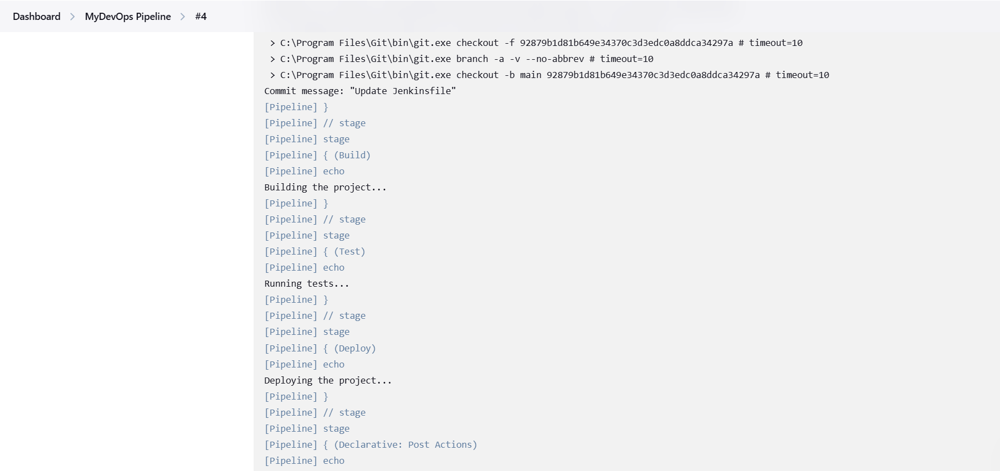 Dashboard > MyDevOps Pipeline > #4
> C:\Program Files\Git\bin\git.exe checkout -f 92879b1d81b649e34370c3d3edc0a8ddca34297a # timeout=10
> C:\Program Files\Git\bin\git.exe branch -a -v --no-abbrev # timeout=10
> C:\Program Files\Git\bin\git.exe checkout -b main 92879b1d81b649e34370c3d3edc0a8ddca34297a # timeout=10
Commit message: "Update Jenkinsfile"
[Pipeline] }
[Pipeline] // stage
[Pipeline] stage
[Pipeline] { (Build)
[Pipeline] echo
Building the project...
[Pipeline] }
[Pipeline] // stage
[Pipeline] stage
[Pipeline] { (Test)
[Pipeline] echo
Running tests...
[Pipeline] }
[Pipeline] // stage
[Pipeline] stage
[Pipeline] { (Deploy)
[Pipeline] echo
Deploying the project...
[Pipeline] }
[Pipeline] // stage
[Pipeline] stage
[Pipeline] { (Declarative: Post Actions)
[Pipeline] echo